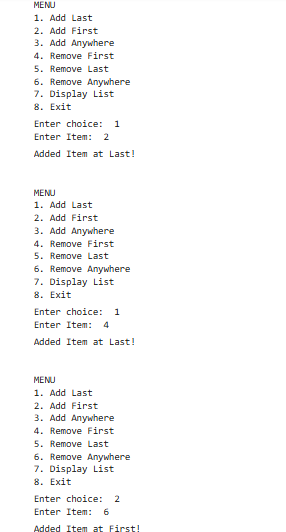 MENU
1. Add Last
2. Add First
3. Add Anywhere
4. Remove First
5. Remove Last
6. Remove Anywhere
7. Display List
8. Exit
Enter choice:  1
Enter Item:  2
Added Item at Last!
MENU
1. Add Last
2. Add First
3. Add Anywhere
4. Remove First
5. Remove Last
6. Remove Anywhere
7. Display List
8. Exit
Enter choice:  1
Enter Item:  4
Added Item at Last!
MENU
1. Add Last
2. Add First
3. Add Anywhere
4. Remove First
5. Remove Last
6. Remove Anywhere
7. Display List
8. Exit
Enter choice:  2
Enter Item:  6
Added Item at First!